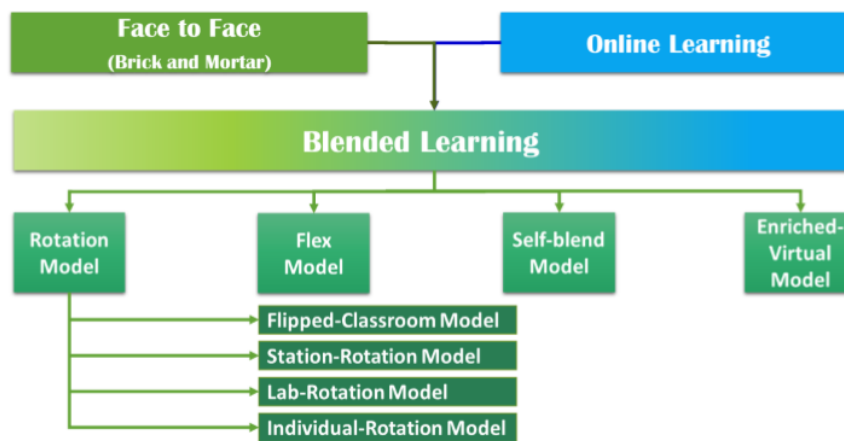 Face to Face
(Brick and Mortar)
Online Learning
Blended Learning
Rotation
Model
Flex
Model
Self-blend
Model
Enriched-
Virtual
Model
Flipped-Classroom Model
Station-Rotation Model
Lab-Rotation Model
Individual-Rotation Model